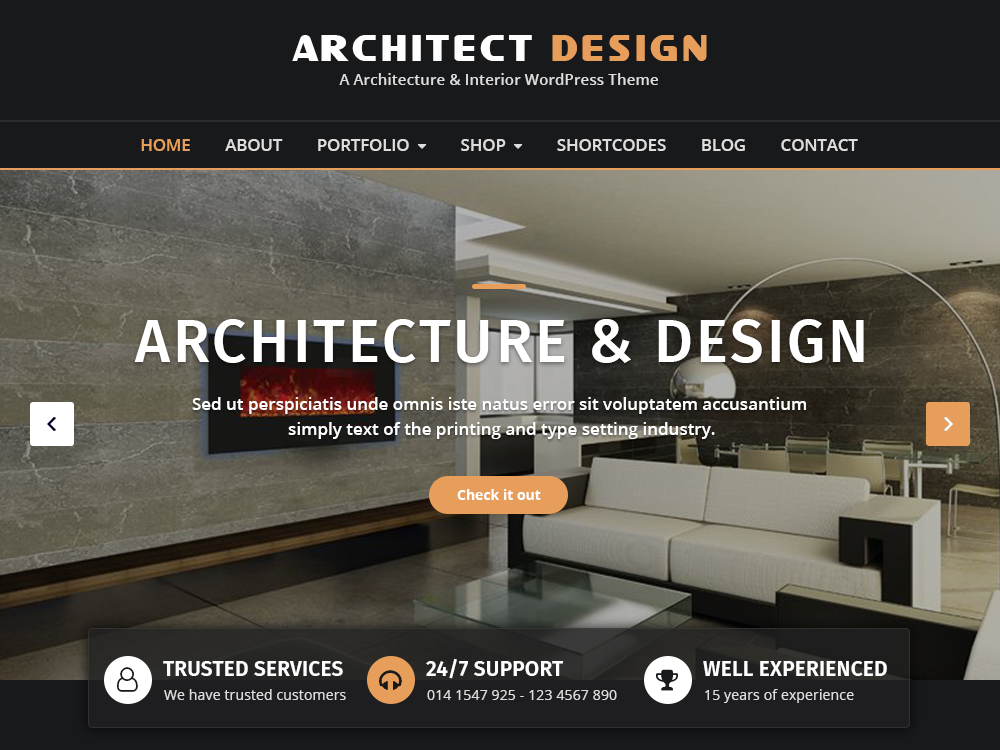 ARCHITECT DESIGN
A Architecture & Interior WordPress Theme
HOME ABOUT PORTFOLIO SHOP SHORTCODES BLOG CONTACT
ARCHITECTURE & DESIGN
Sed ut perspiciatis unde omnis iste natus error sit voluptatem accusantium
simply text of the printing and type setting industry.
Check it out
TRUSTED SERVICES
We have trusted customers
24/7 SUPPORT
014 1547 925 - 123 4567 890
WELL EXPERIENCED
15 years of experience